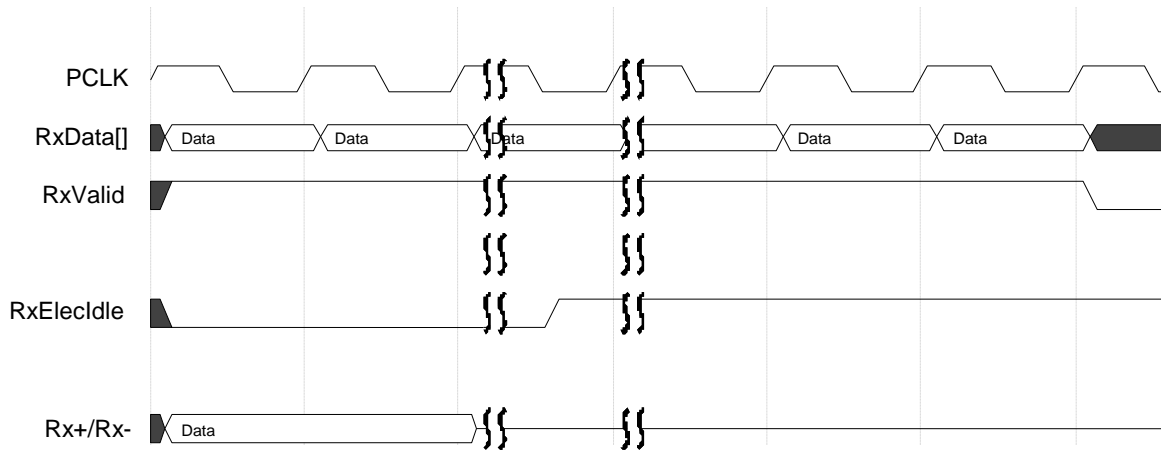 PCLK
RxData[] Data Data Data Data Data
RxValid
RxElecIdle
Rx+/Rx- Data